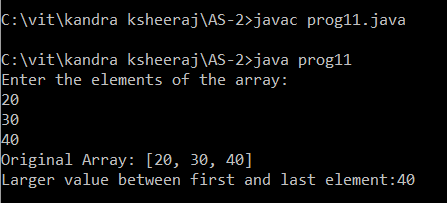 C:\vit\kandra ksheeraj\AS-2>javac prog11.java
C:\vit\kandra ksheeraj\AS-2>java prog11
Enter the elements of the array:
20
30
40
Original Array: [20, 30, 40]
Larger value between first and last element:40